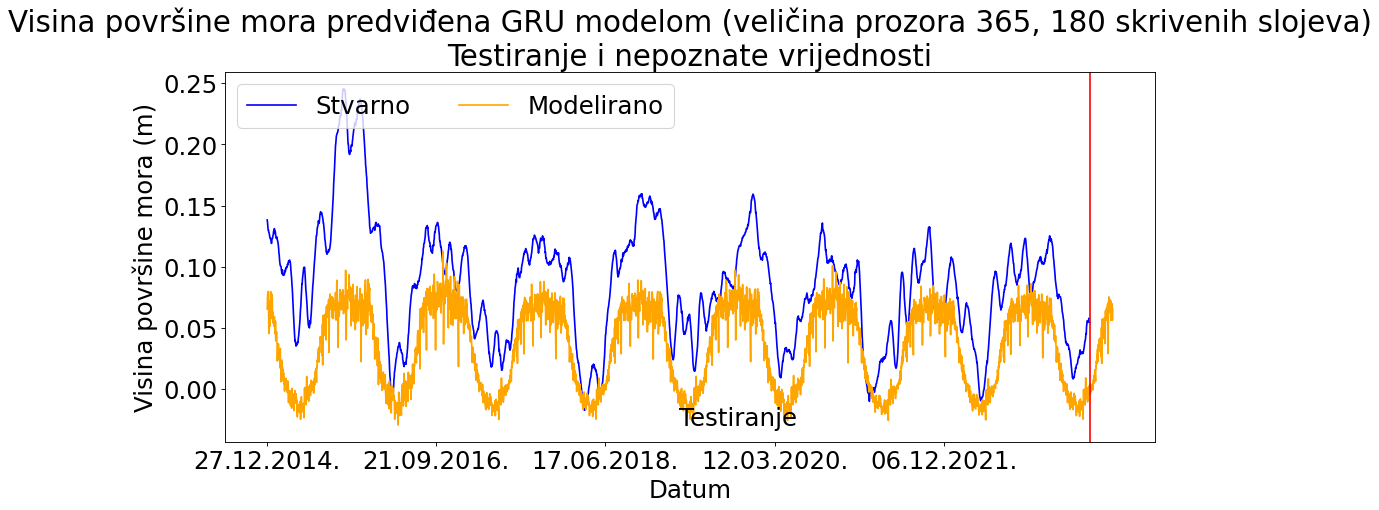 Visina površine mora predviđena GRU modelom (veličina prozora 365, 180 skrivenih slojeva)
Testiranje i nepoznate vrijednosti
Stvarno
Modelirano
Visina površine mora (m)
0.25
0.20
0.15
0.10
0.05
0.00
Testiranje
27.12.2014.
21.09.2016.
17.06.2018.
12.03.2020.
06.12.2021.
Datum